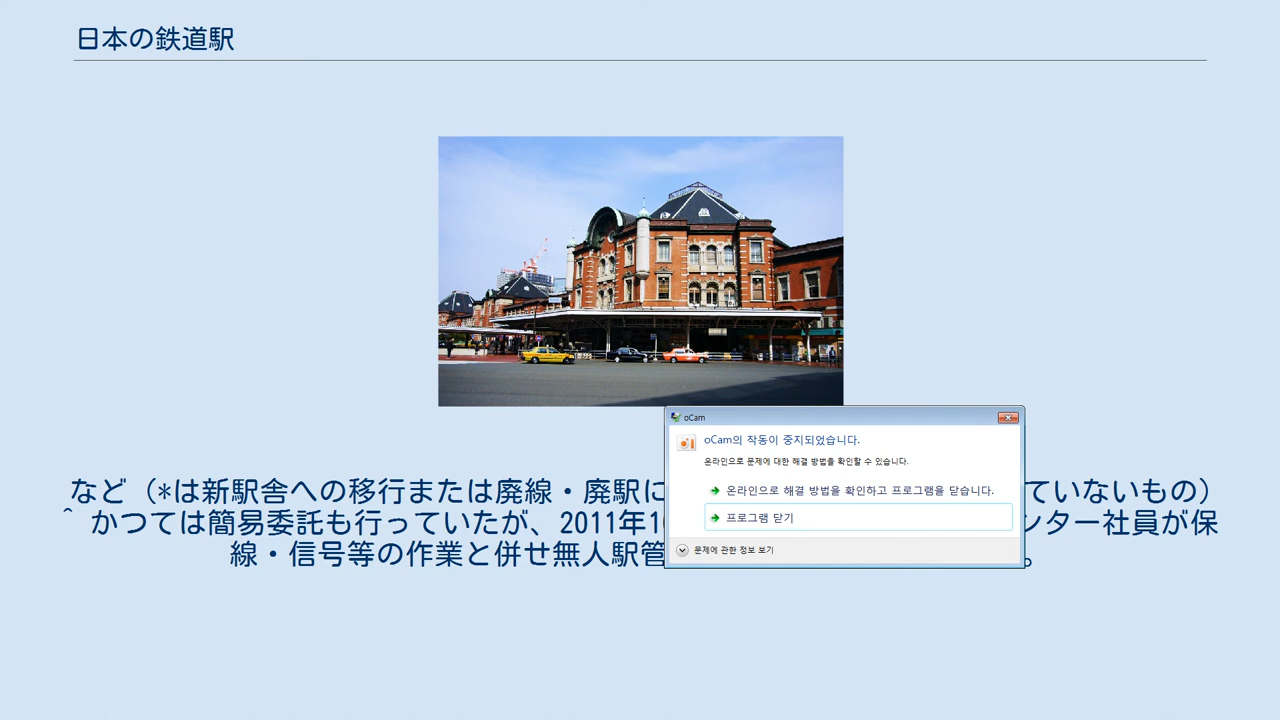 日本の鉄道駅
oCam
oCam의 작동이 중지되었습니다.
온라인으로 문제에 대한 해결 방법을 확인할 수 있습니다.
온라인으로 해결 방법을 확인하고 프로그램을 닫습니다.
프로그램 닫기
문제에 관한 정보 보기
など（*は新駅舎への移行または廃線・廃駅に ていないもの）
^ かつては簡易委託も行っていたが、2011年1 ンター社員が保
線・信号等の作業と併せ無人駅管 。